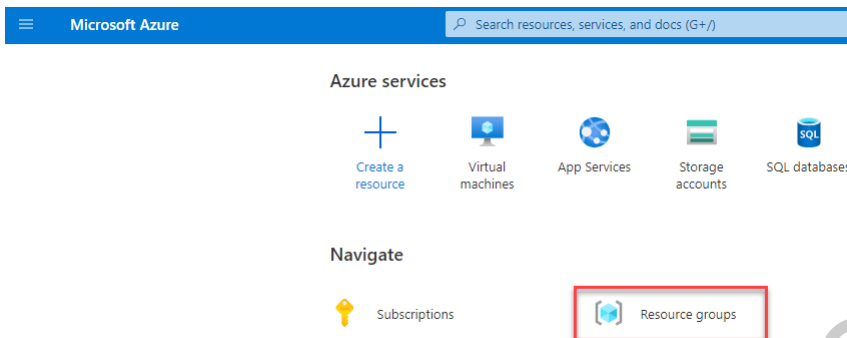 Microsoft Azure
Search resources, services, and docs (G+/)
Azure services
Create a
resource
Virtual
machines
App Services
Storage
accounts
SQL
SQL databases
Navigate
Subscriptions
Resource groups